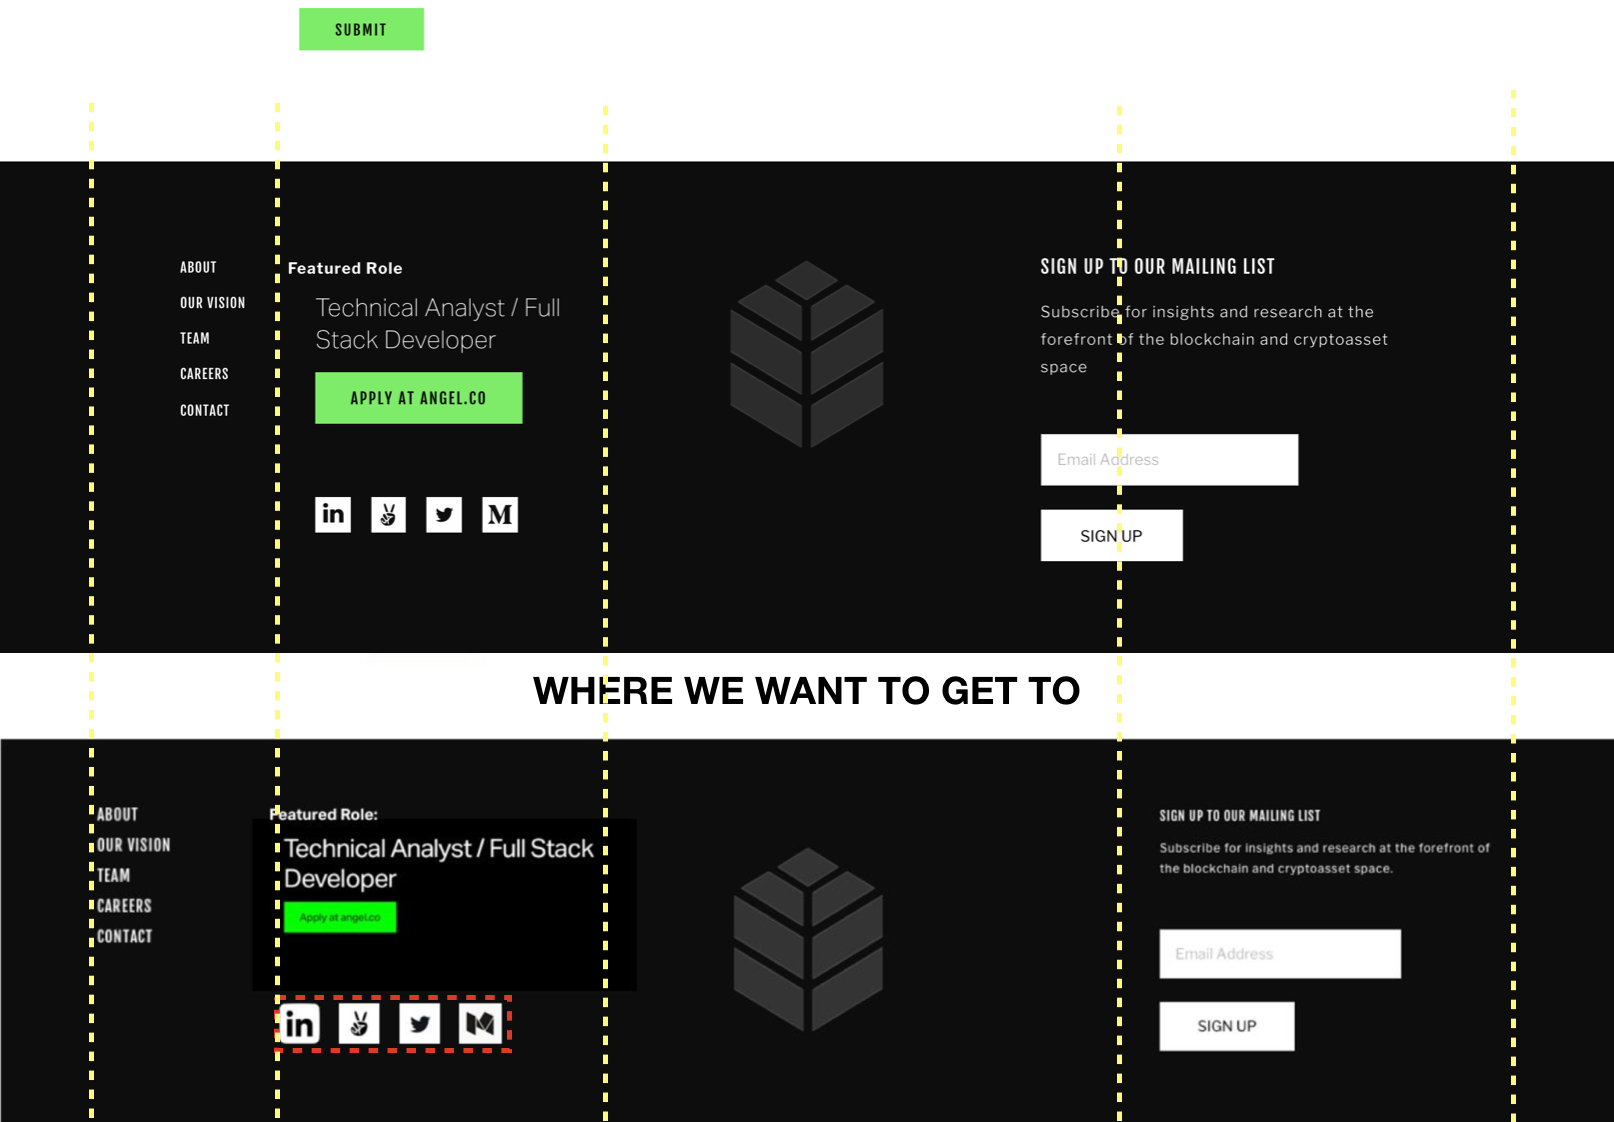 SUBMIT
ABOUT
OUR VISION
TEAM
CAREERS
CONTACT
Featured Role
Technical Analyst / Full
Stack Developer
APPLY AT ANGEL.CO
in
M
SIGN UP TO OUR MAILING LIST
Subscribe for insights and research at the
forefront of the blockchain and cryptoasset
space
Email Address
SIGN UP
WHERE WE WANT TO GET TO
ABOUT
OUR VISION
TEAM
CAREERS
CONTACT
Featured Role:
Technical Analyst / Full Stack
Developer
Apply at angel.co
in
M
SIGN UP TO OUR MAILING LIST
Subscribe for insights and research at the forefront of
the blockchain and cryptoasset space.
Email Address
SIGN UP